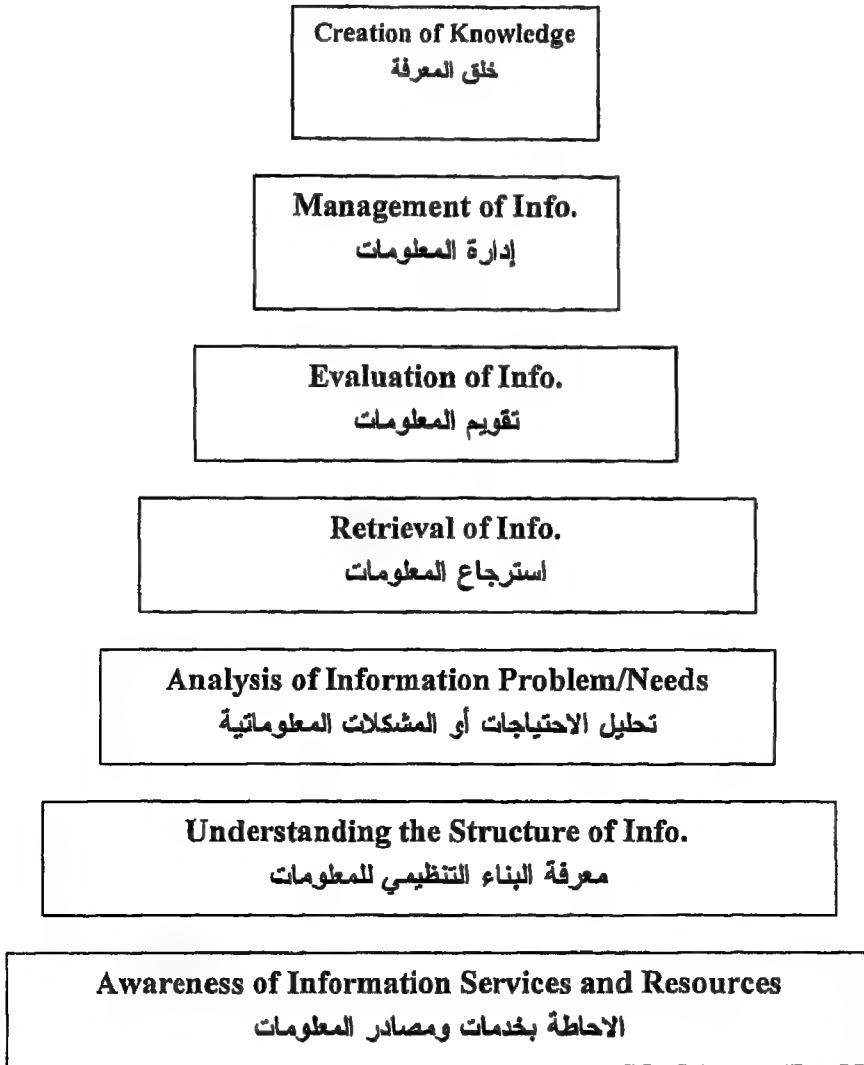 Creation of Knowledge
خلق المعرفة
Management of Info.
إدارة المعلومات
Evaluation of Info.
تقويم المعلومات
Retrieval of Info.
استرجاع المعلومات
Analysis of Information Problem/Needs
تحليل الاحتياجات أو المشكلات المعلوماتية
Understanding the Structure of Info.
معرفة البناء التنظيمي للمعلومات
Awareness of Information Services and Resources
الاحاطة بخدمات ومصادر المعلومات